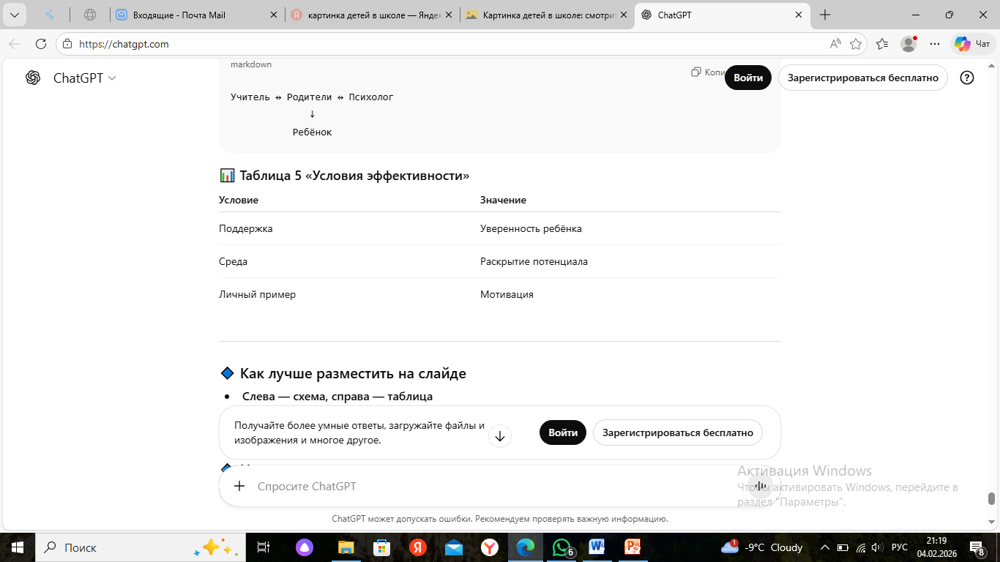 Входящие - Почта Mail
картинка детей в школе — Яндек
Картинка детей в школе: смотрит
ChatGPT
https://chatgpt.com
Чат
ChatGPT
markdown
Копи
Войти
Зарегистрироваться бесплатно
Учитель ↔ Родители ↔ Психолог
↓
Ребёнок
Таблица 5 «Условия эффективности»
Условие Значение
Поддержка Уверенность ребёнка
Среда Раскрытие потенциала
Личный пример Мотивация
Как лучше разместить на слайде
• Слева — схема, справа — таблица
Получайте более умные ответы, загружайте файлы и
изображения и многое другое.
Войти
Зарегистрироваться бесплатно
Спросите ChatGPT
Активация Windows
Чтобы активировать Windows, перейдите в
раздел "Параметры".
ChatGPT может допускать ошибки. Рекомендуем проверять важную информацию.
Поиск
6
1
-9°C Cloudy
РУС
21:19
04.02.2026
8